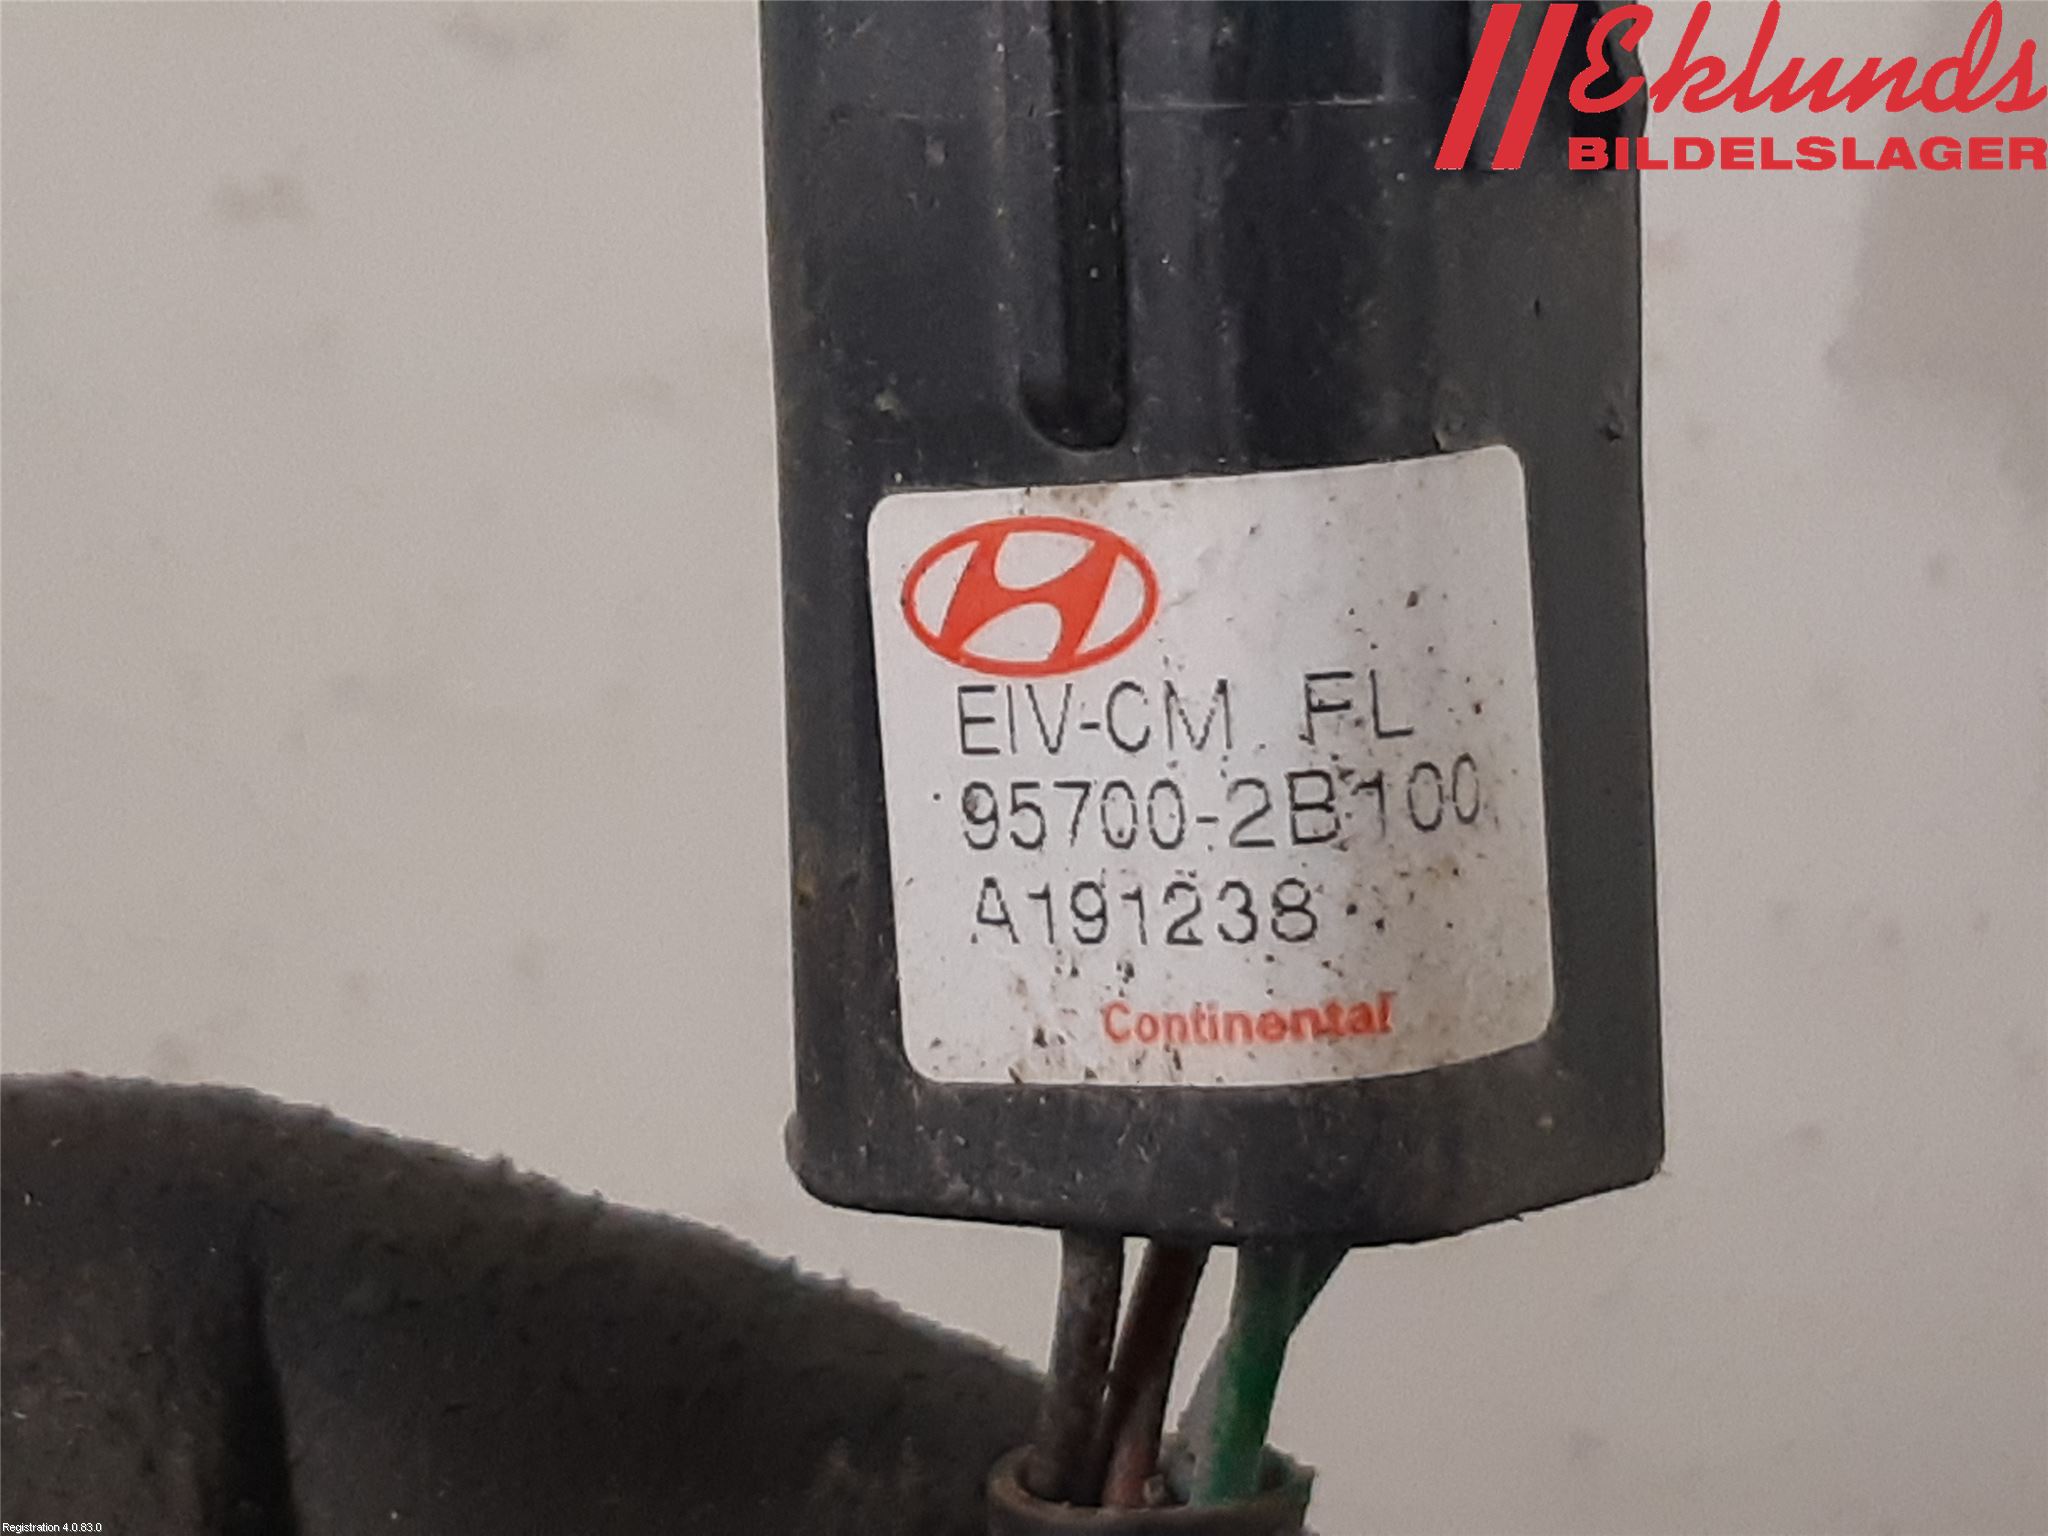 Eklunds
BILDELSLAGER
EIV-CM FL
95700-2B100
A191238
Continental
Registration 4.0.83.0